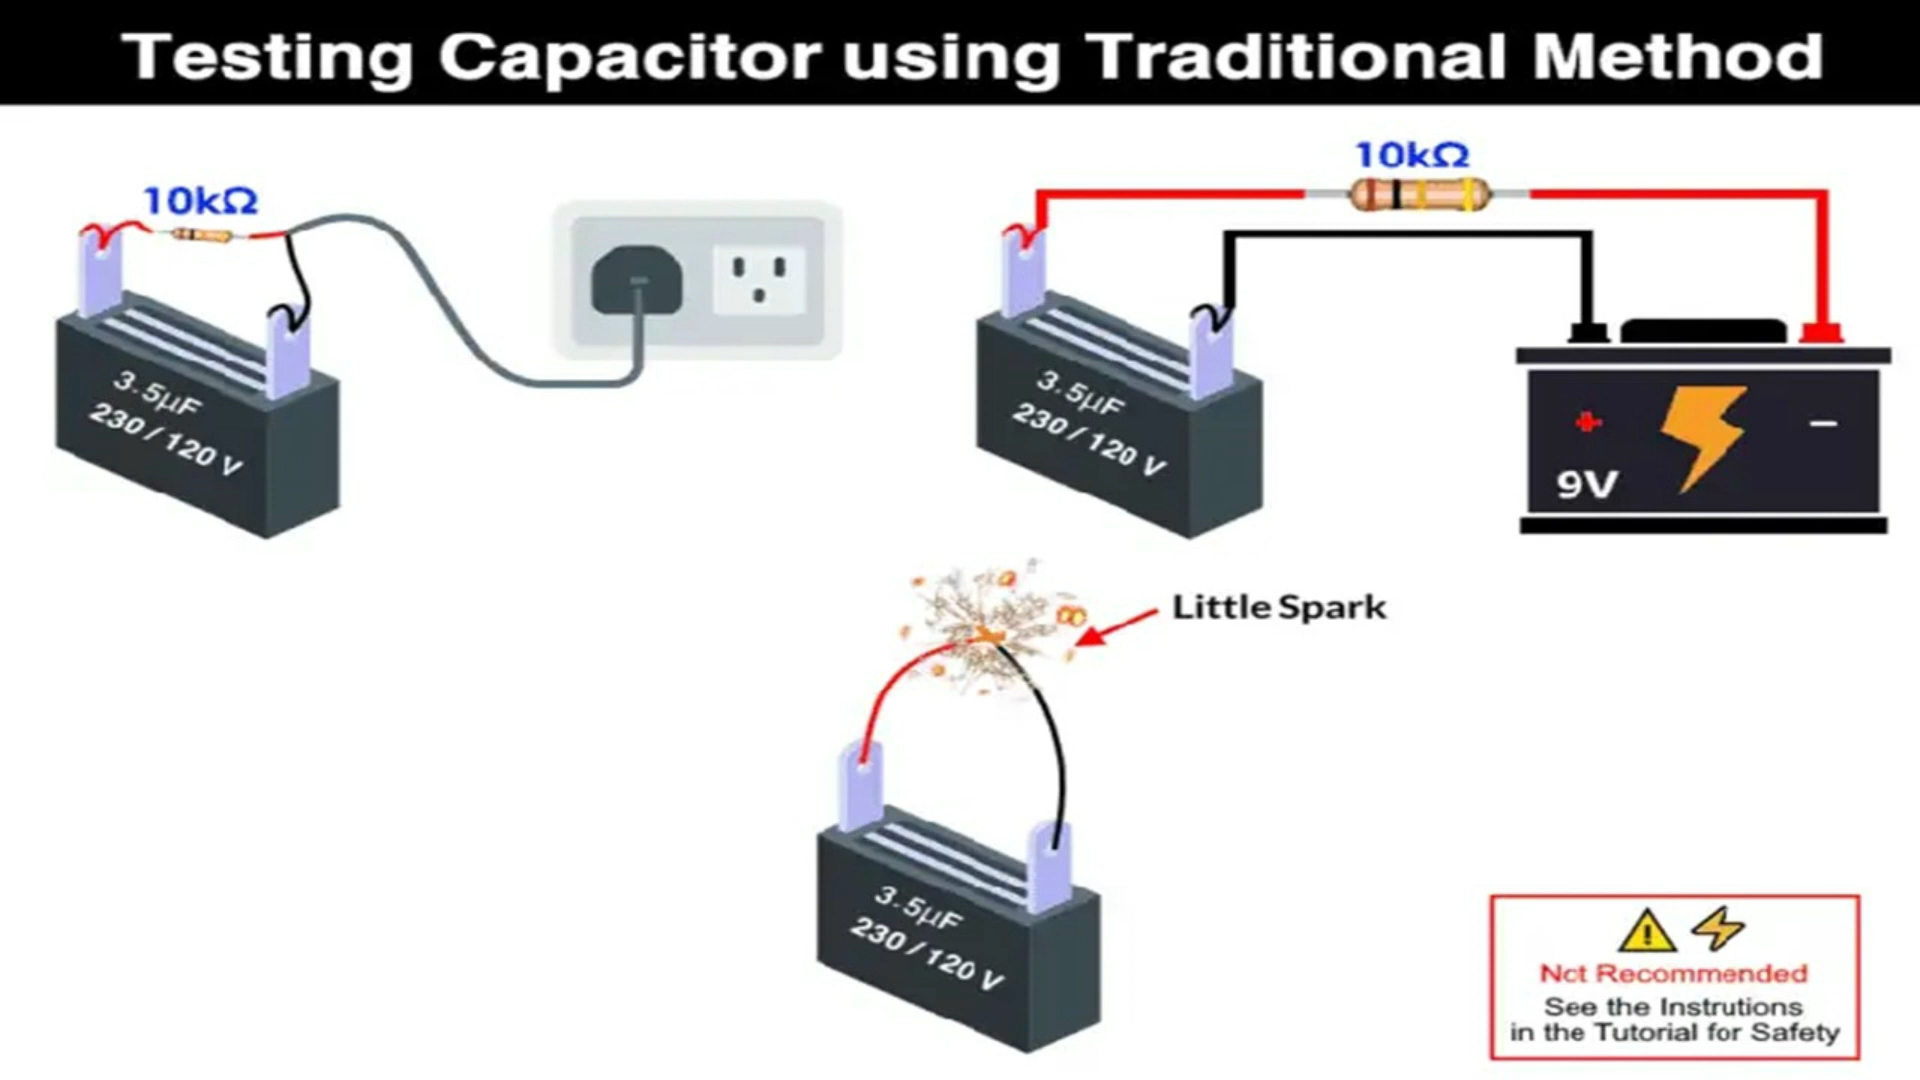 Testing Capacitor using Traditional Method
10kΩ
3.5µF
230/120 V
10kΩ
3.5µF
230/120 V
+ −
9V
Little Spark
3.5µF
230/120 V
Not Recommended
See the Instrutions
in the Tutorial for Safety